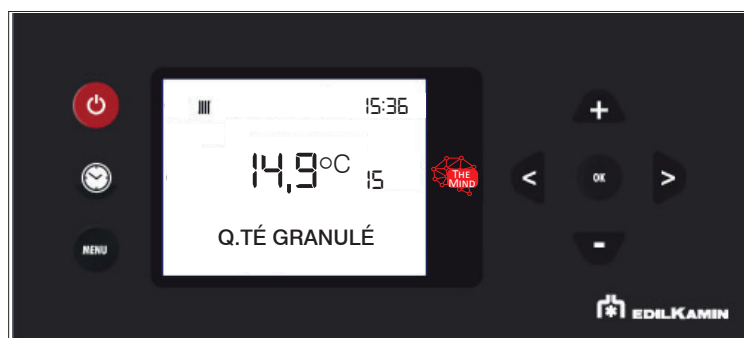 15:36
14,9°C 15
THE
MIND
OK
MENU
Q.TÉ GRANULÉ
EDILKAMIN